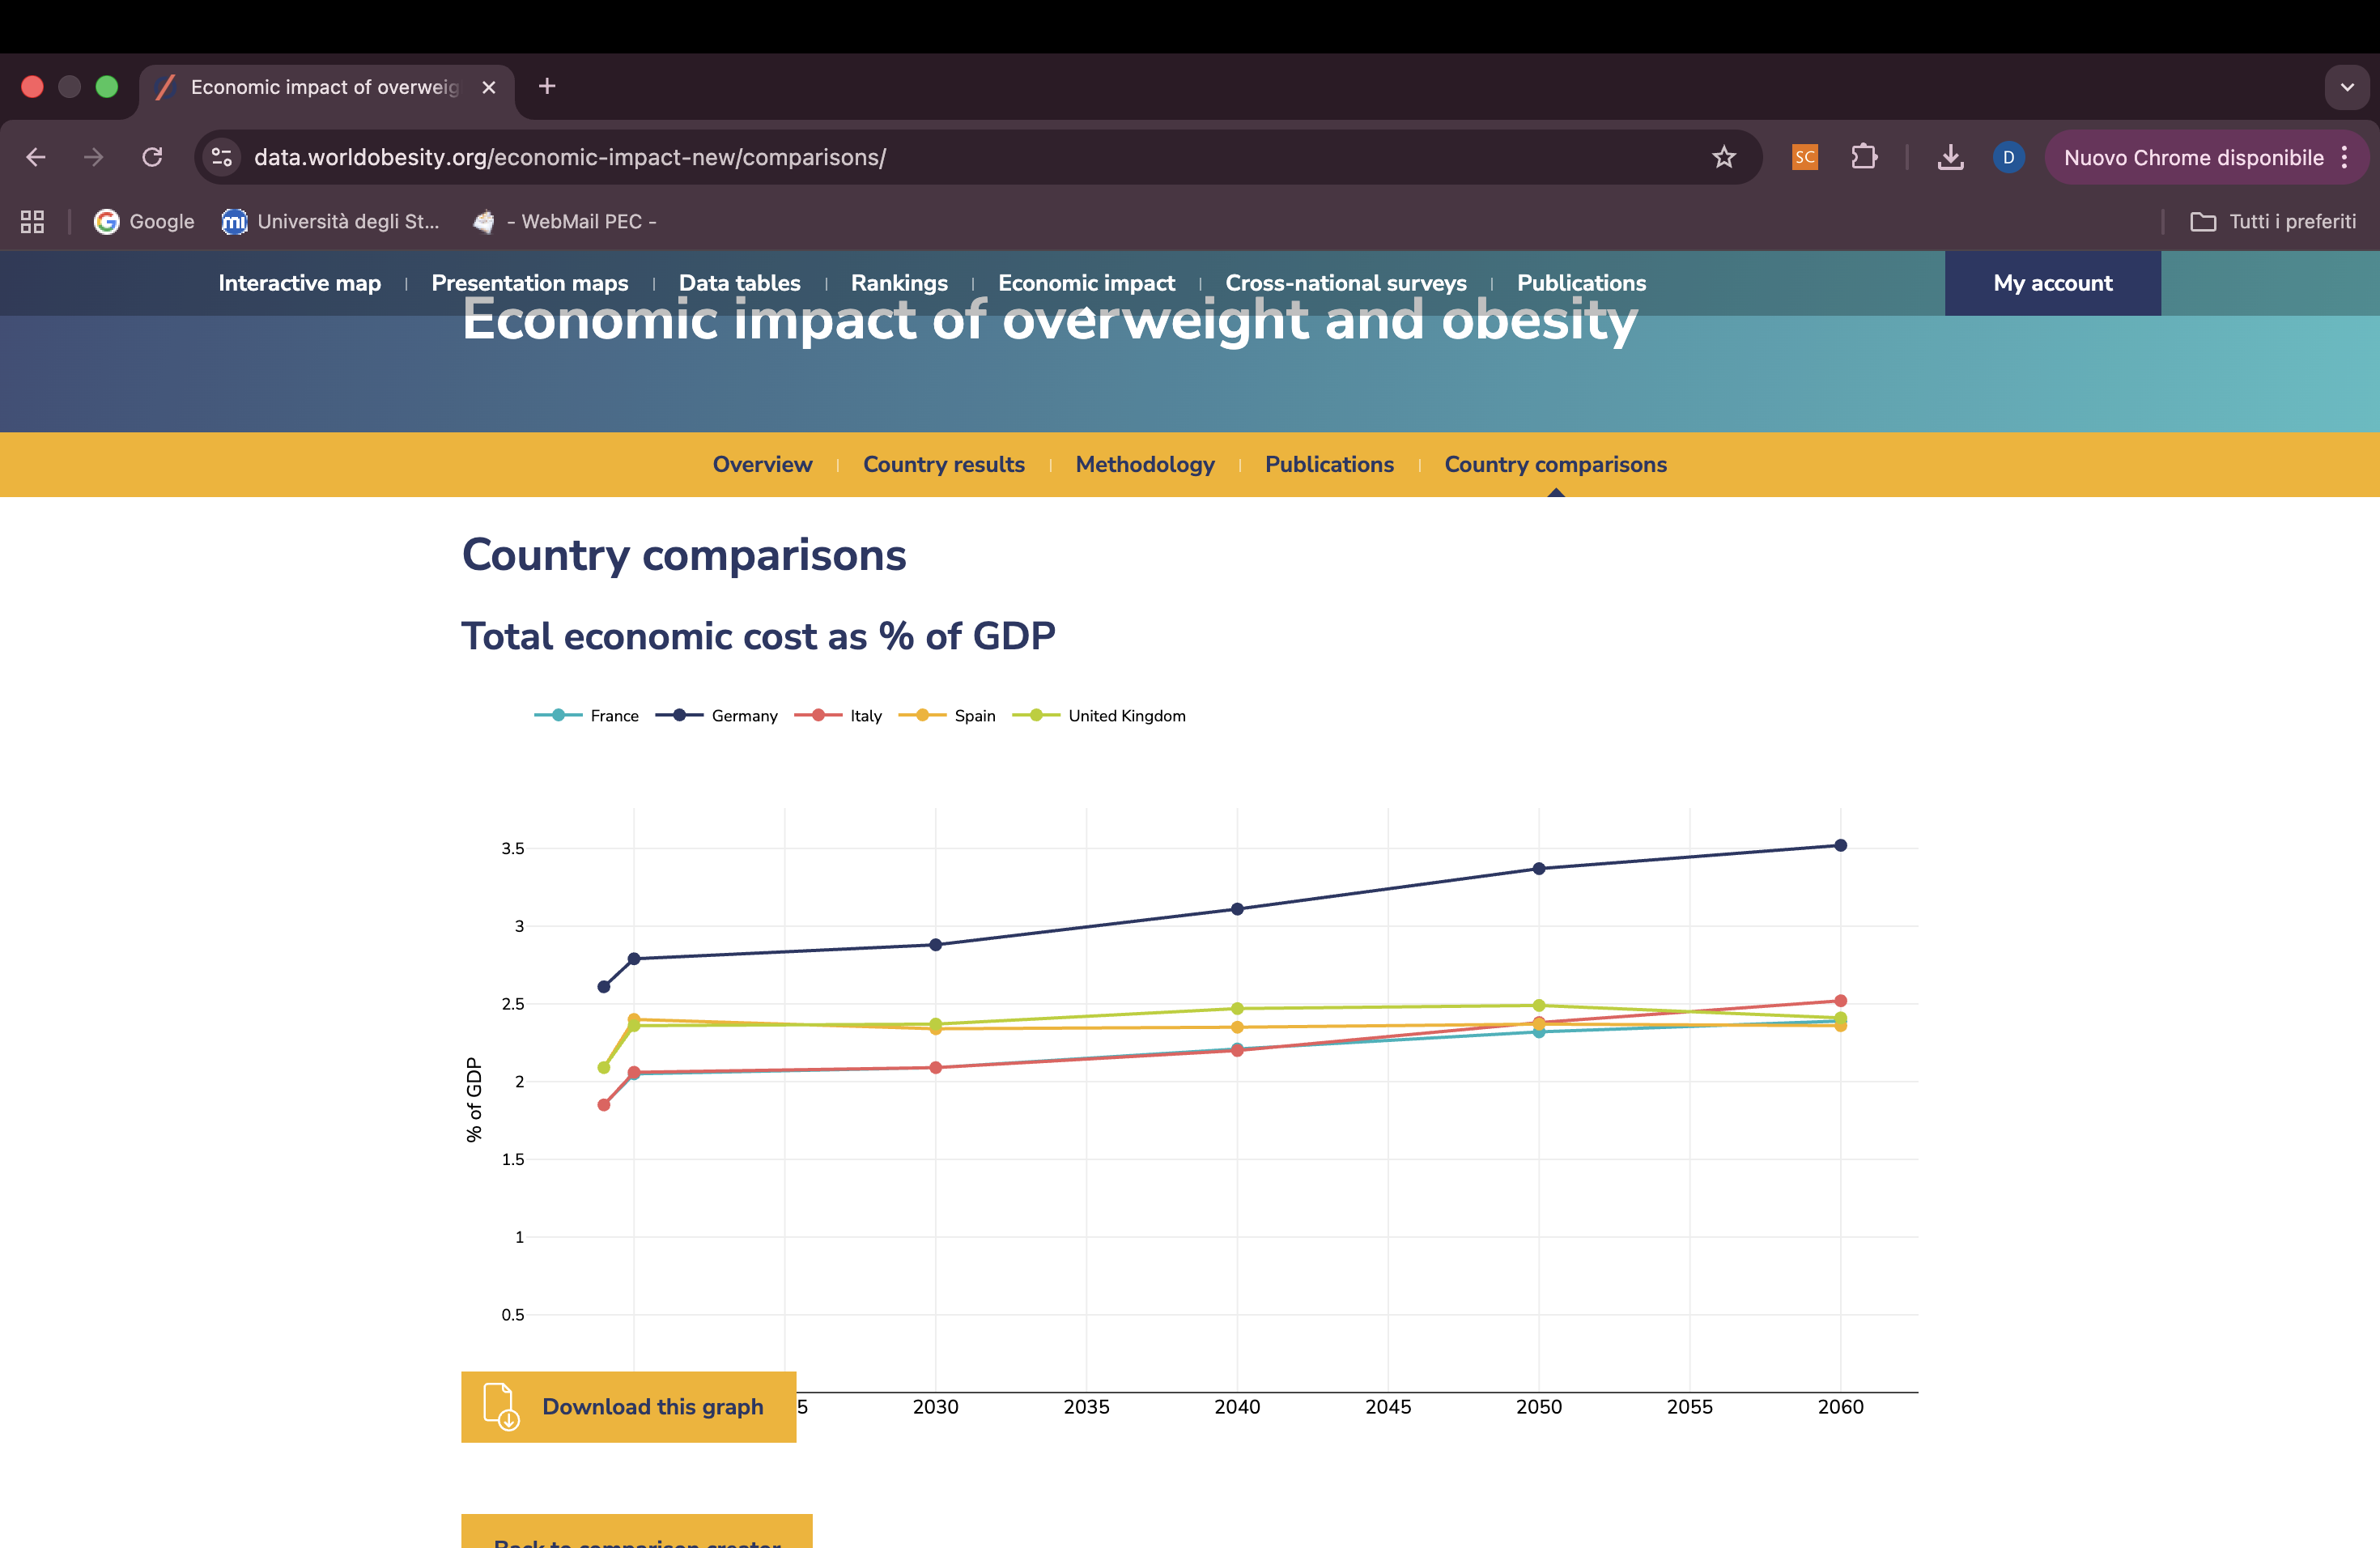 Economic impact of overweig
data.worldobesity.org/economic-impact-new/comparisons/
SC
D
Nuovo Chrome disponibile
Google
Università degli St...
- WebMail PEC -
Tutti i preferiti
Interactive map
Presentation maps
Data tables
Rankings
Economic impact
Cross-national surveys
Publications
My account
Economic impact of overweight and obesity
Overview
Country results
Methodology
Publications
Country comparisons
Country comparisons
Total economic cost as % of GDP
France
Germany
Italy
Spain
United Kingdom
3.5
3
2.5
2
1.5
1
0.5
% of GDP
5
2030
2035
2040
2045
2050
2055
2060
Download this graph
Back to comparison creator